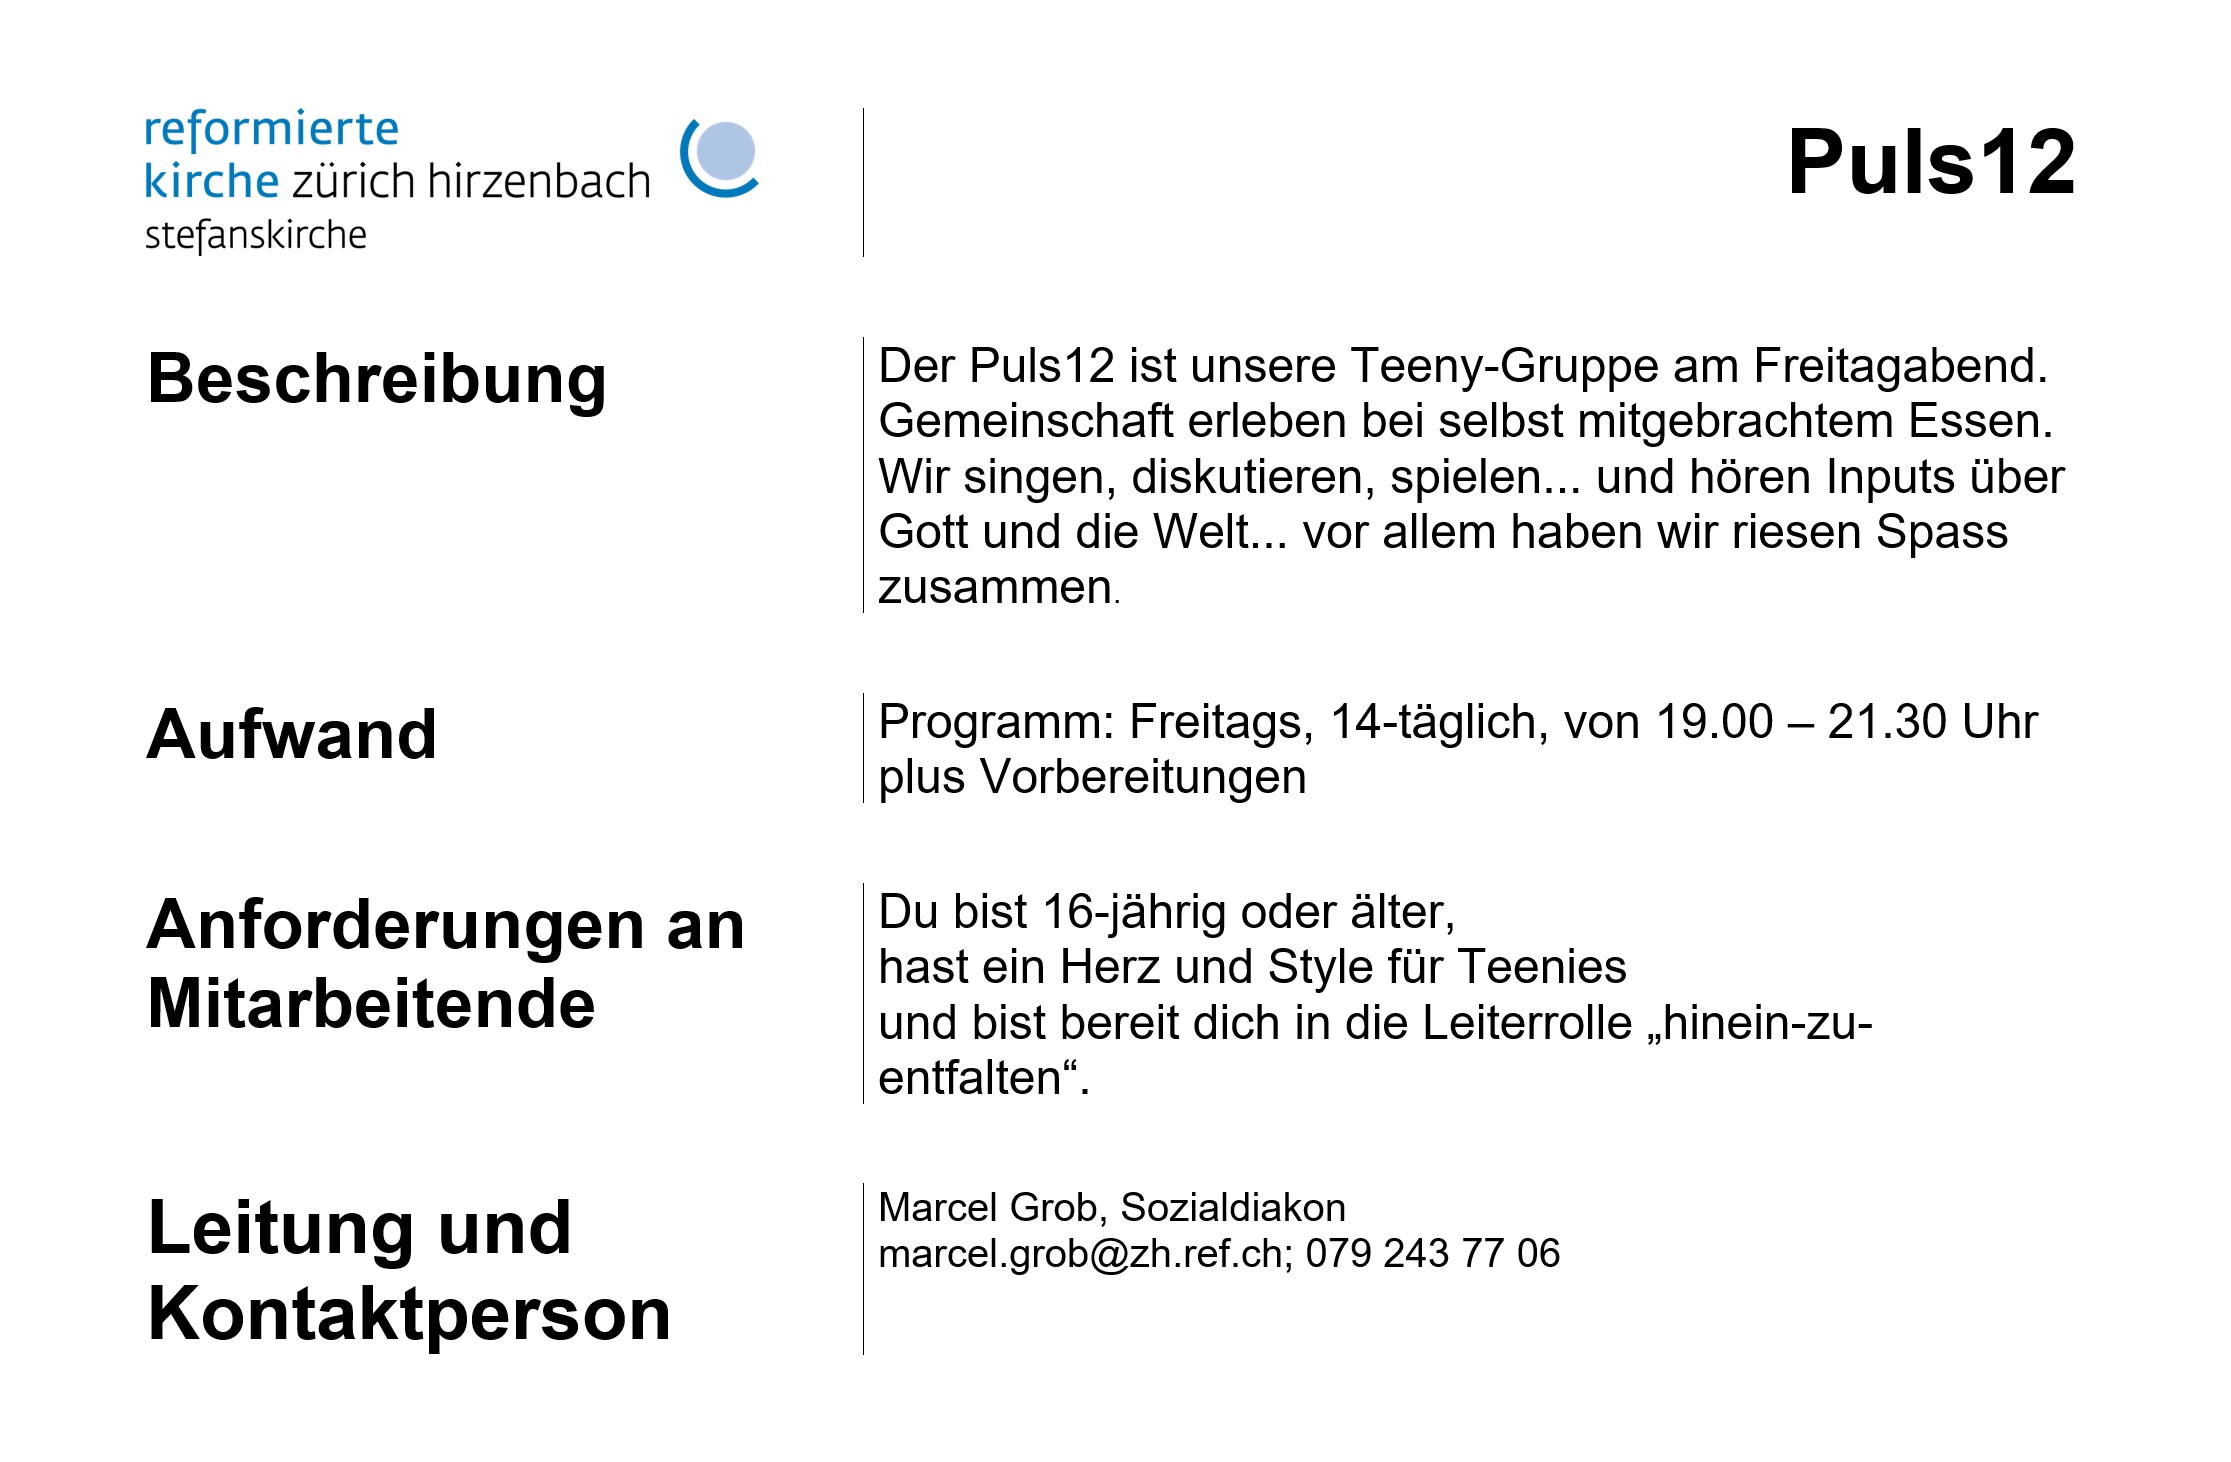 reformierte
kirche zürich hirzenbach
stefanskirche
Puls12
Beschreibung
Der Puls12 ist unsere Teeny-Gruppe am Freitagabend.
Gemeinschaft erleben bei selbst mitgebrachtem Essen.
Wir singen, diskutieren, spielen... und hören Inputs über
Gott und die Welt... vor allem haben wir riesen Spass
zusammen.
Aufwand
Programm: Freitags, 14-täglich, von 19.00 – 21.30 Uhr
plus Vorbereitungen
Anforderungen an
Mitarbeitende
Du bist 16-jährig oder älter,
hast ein Herz und Style für Teenies
und bist bereit dich in die Leiterrolle „hinein-zu-
entfalten“.
Leitung und
Kontaktperson
Marcel Grob, Sozialdiakon
marcel.grob@zh.ref.ch; 079 243 77 06